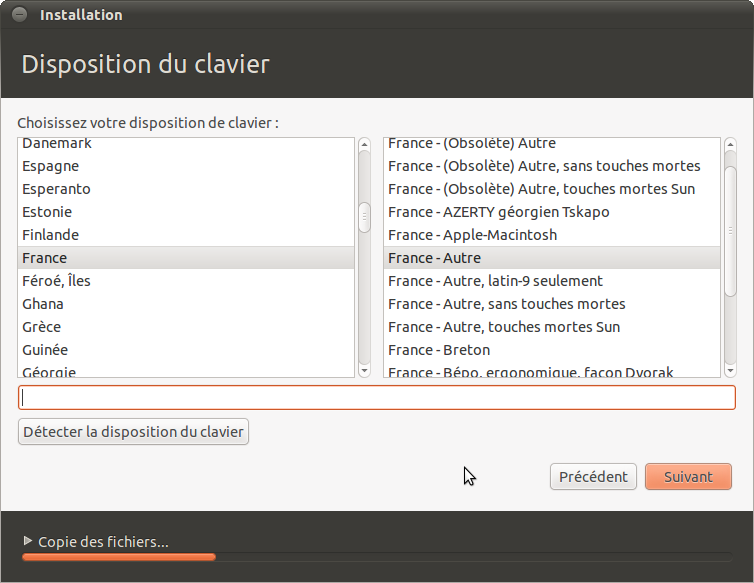 Installation
Disposition du clavier
Choisissez votre disposition de clavier :
Danemark
Espagne
Esperanto
Estonie
Finlande
France
Féroé, Îles
Ghana
Grèce
Guinée
Géorgie
France - (Obsolète) Autre
France - (Obsolète) Autre, sans touches mortes
France - (Obsolète) Autre, touches mortes Sun
France - AZERTY géorgien Tskapo
France - Apple-Macintosh
France - Autre
France - Autre, latin-9 seulement
France - Autre, sans touches mortes
France - Autre, touches mortes Sun
France - Breton
France - Bépo, ergonomique, façon Dvorak
Détecter la disposition du clavier
Précédent
Suivant
Copie des fichiers...